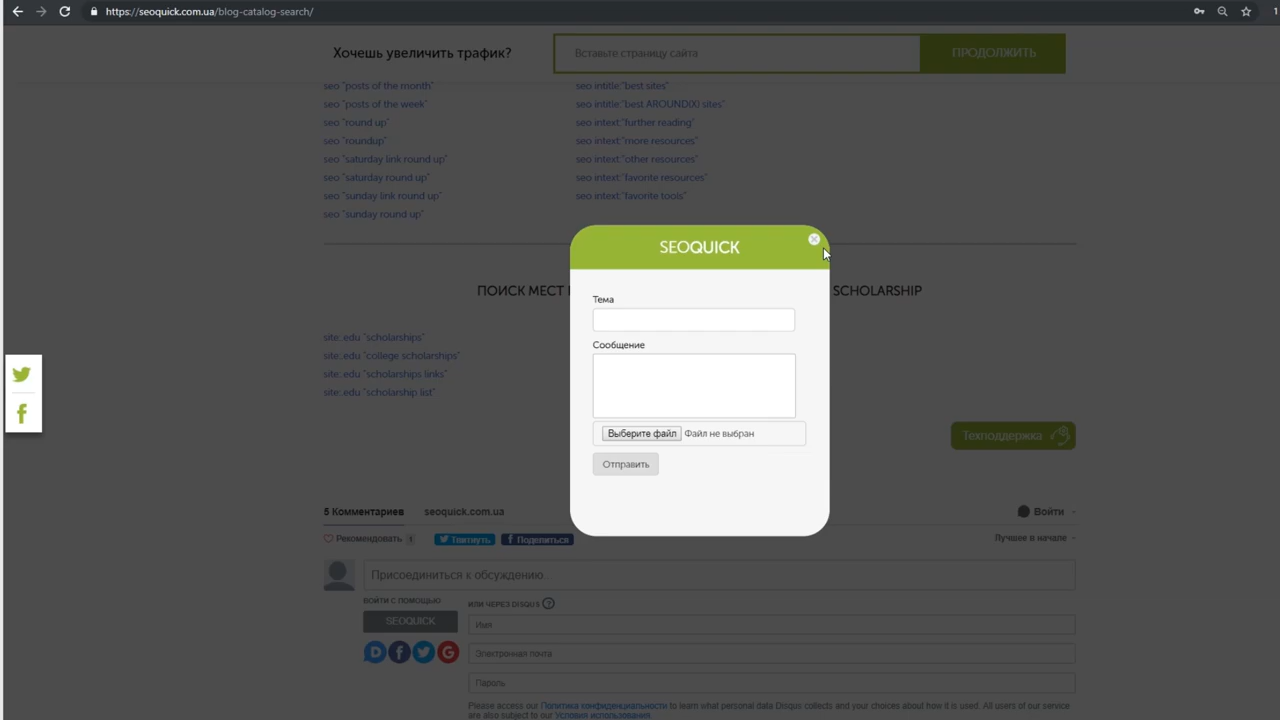 https://seoquick.com.ua/blog-catalog-search/
1
Хочешь увеличить трафик?
Вставьте страницу сайта
ПРОДОЛЖИТЬ
seo "posts of the month"
seo "posts of the week"
seo "round up"
seo "roundup"
seo "saturday link round up"
seo "saturday round up"
seo "sunday link round up"
seo "sunday round up"
seo intitle:"best sites"
seo intitle:"best AROUND(X) sites"
seo intext:"further reading"
seo intext:"more resources"
seo intext:"other resources"
seo intext:"favorite resources"
seo intext:"favorite tools"
ПОИСК МЕСТ
SCHOLARSHIP
site:.edu "scholarships"
site:.edu "college scholarships"
site:.edu "scholarships links"
site:.edu "scholarship list"
SEOQUICK
Тема
Сообщение
Выберите файл Файл не выбран
Отправить
Техподдержка
5 Комментариев
seoquick.com.ua
Войти
Рекомендовать 1
Твитнуть
Поделиться
Лучшее в начале
Присоединиться к обсуждению...
ВОЙТИ С ПОМОЩЬЮ
SEOQUICK
ИЛИ ЧЕРЕЗ DISQUS ?
Имя
Электронная почта
Пароль
Please access our Политика конфиденциальности to learn what personal data Disqus collects and your choices about how it is used. All users of our service
are also subject to our Условия использования